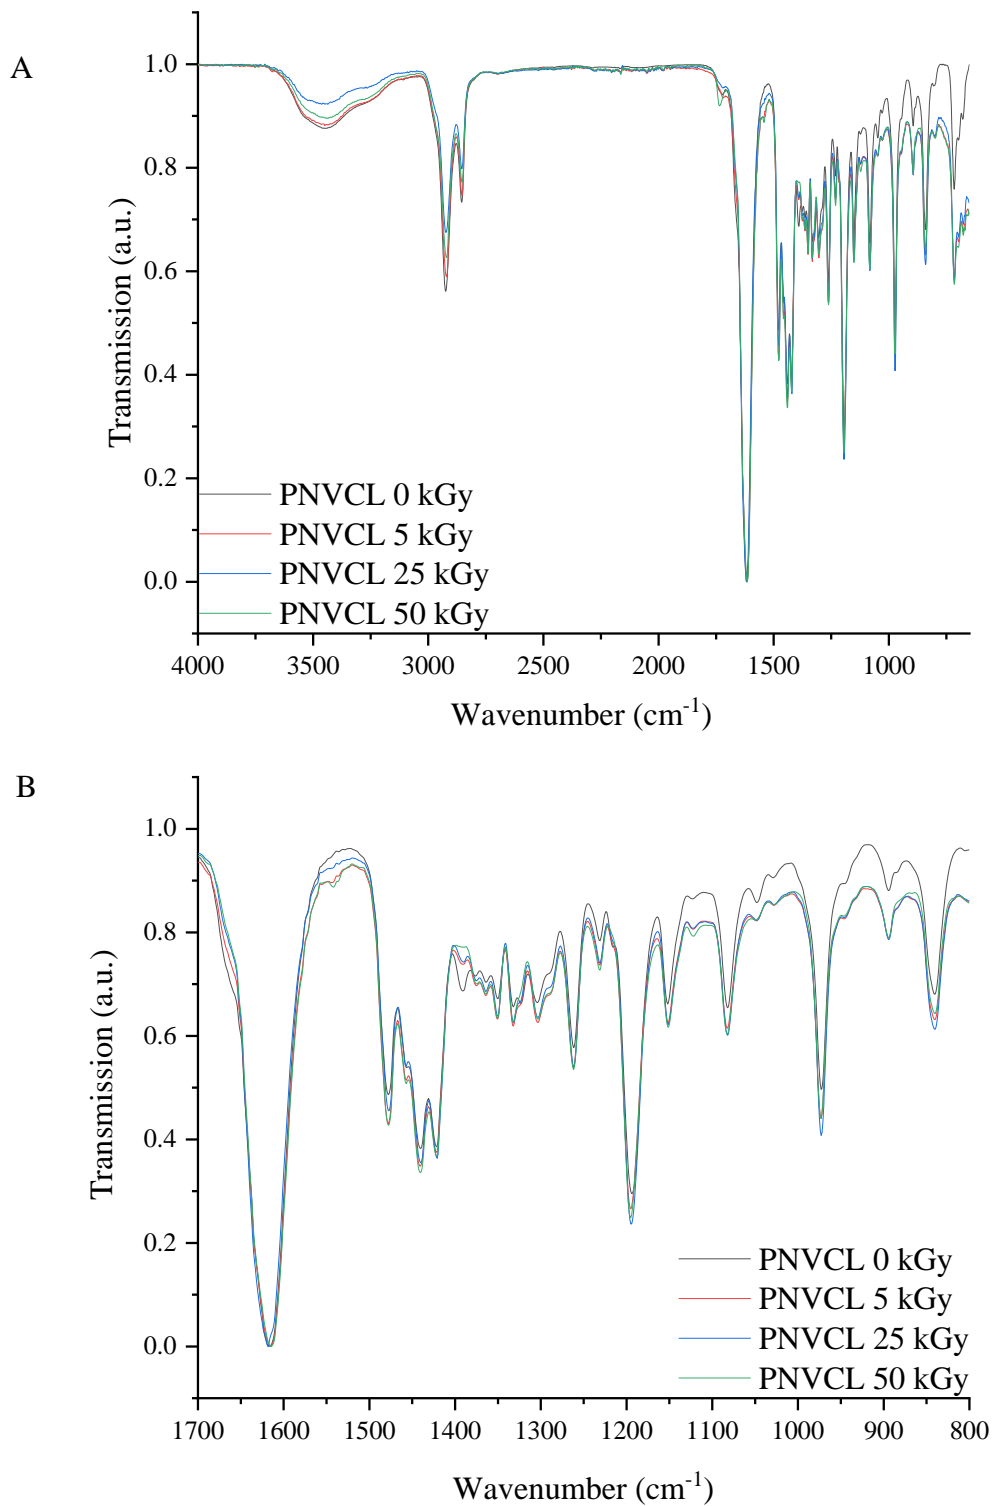 A
1.0
0.8
0.6
0.4
0.2
0.0
Transmission (a.u.)
PNVCL 0 kGy
PNVCL 5 kGy
PNVCL 25 kGy
PNVCL 50 kGy
4000 3500 3000 2500 2000 1500 1000
Wavenumber (cm⁻¹)
B
1.0
0.8
0.6
0.4
0.2
0.0
Transmission (a.u.)
PNVCL 0 kGy
PNVCL 5 kGy
PNVCL 25 kGy
PNVCL 50 kGy
1700 1600 1500 1400 1300 1200 1100 1000 900 800
Wavenumber (cm⁻¹)